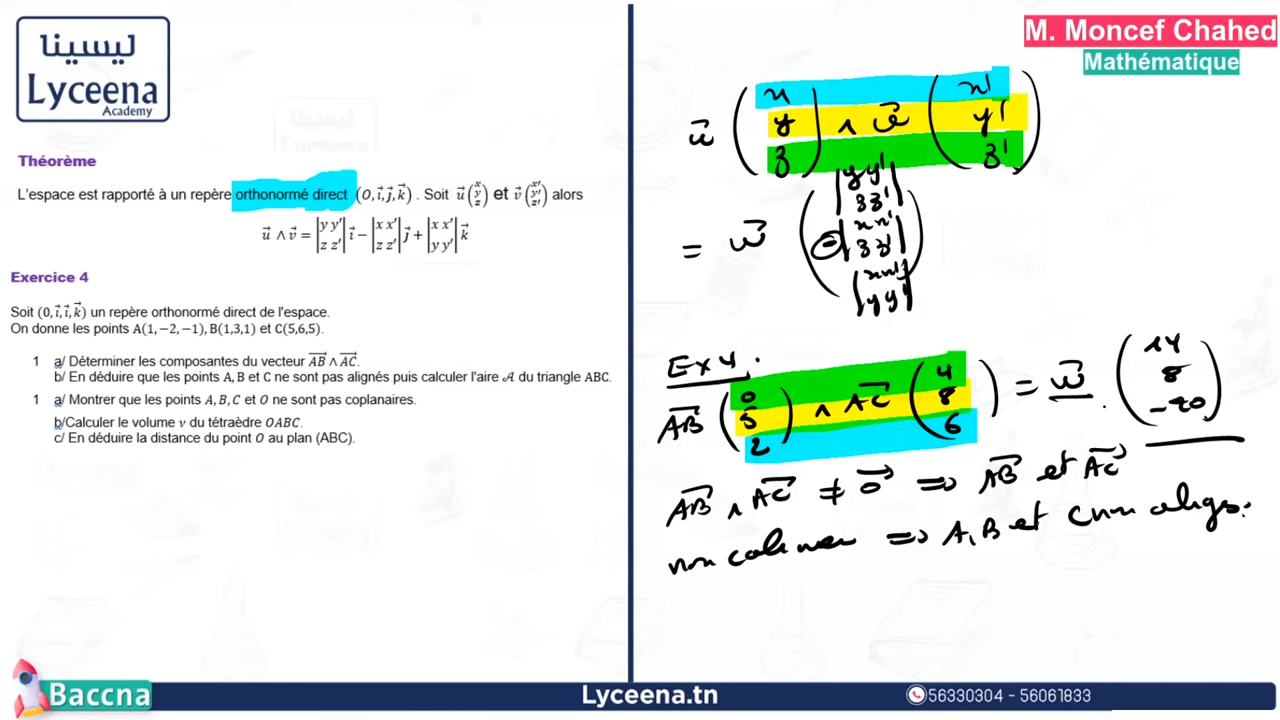 ليسينا
Lyceena
Academy
Théorème
L'espace est rapporté à un repère orthonormé direct (O,i⃗,j⃗,k⃗) . Soit u⃗(x y z) et v⃗(x' y' z') alors
u⃗ ∧ v⃗ = |y y' z z'| i⃗ − |x x' z z'| j⃗ + |x x' y y'| k⃗
Exercice 4
Soit (0,i⃗,i⃗,k⃗) un repère orthonormé direct de l'espace.
On donne les points A(1,−2,−1),B(1,3,1) et C(5,6,5).
1 a/ Déterminer les composantes du vecteur AB⃗ ∧ AC⃗.
b/ En déduire que les points A, B et C ne sont pas alignés puis calculer l'aire 𝒜 du triangle ABC.
1 a/ Montrer que les points A, B, C et O ne sont pas coplanaires.
b/Calculer le volume v du tétraèdre OABC.
c/ En déduire la distance du point O au plan (ABC).
M. Moncef Chahed
Mathématique
u⃗ (x y z) ∧ v⃗ (x' y' z')
= w⃗ (|y y' z z'| ⊖|x x' z z'| |x x' y y'|)
Ex 4 .
AB⃗ (0 5 2) ∧ AC⃗ (4 8 6) = w⃗ (14 8 −20)
AB⃗ ∧ AC⃗ ≠ 0⃗ ⇒ AB⃗ et AC⃗
⇒ A, B et C non
Baccna
Lyceena.tn
56330304 - 56061833